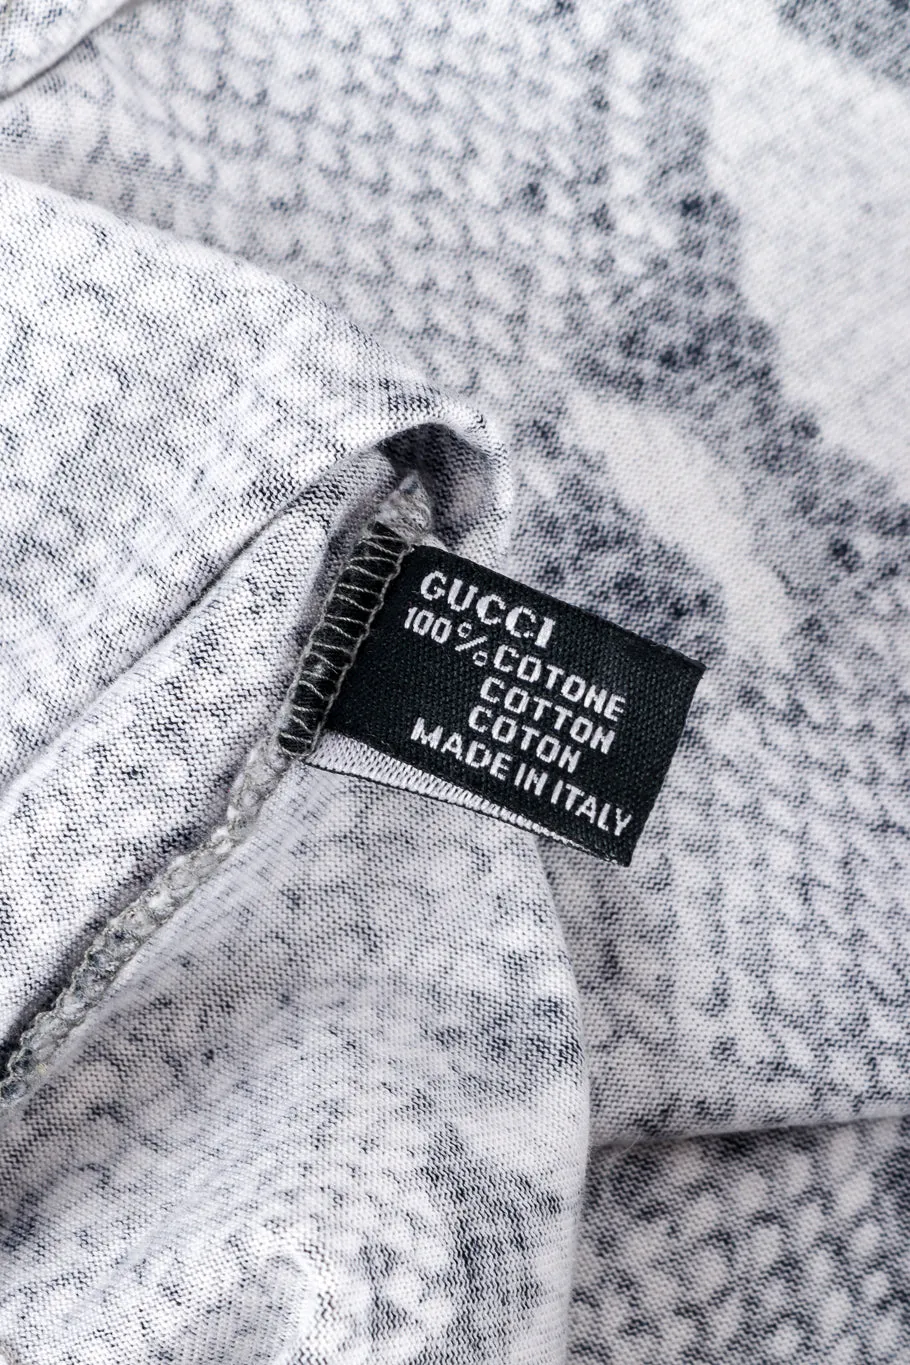 GUCCI
100% COTONE
COTTON
COTON
MADE IN ITALY